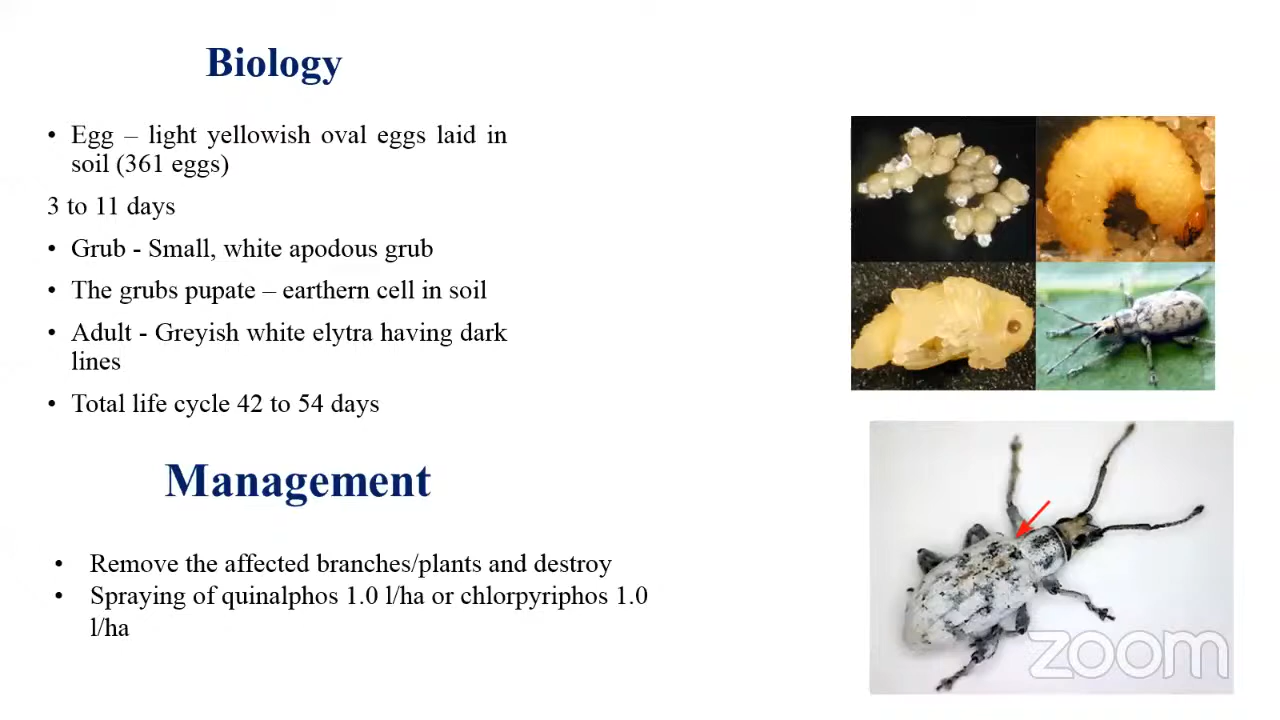 Biology
• Egg – light yellowish oval eggs laid in
soil (361 eggs)
3 to 11 days
• Grub - Small, white apodous grub
• The grubs pupate – earthern cell in soil
• Adult - Greyish white elytra having dark
lines
• Total life cycle 42 to 54 days
Management
• Remove the affected branches/plants and destroy
• Spraying of quinalphos 1.0 l/ha or chlorpyriphos 1.0
l/ha
zoom